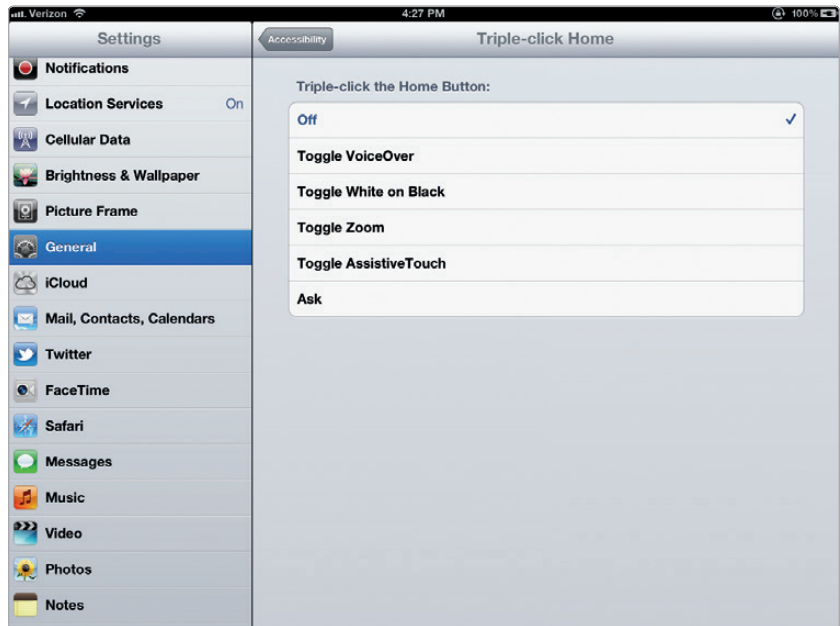 Verizon 4:27 PM 100%
Settings
Accessibility
Triple-click Home
Notifications
Location Services On
Cellular Data
Brightness & Wallpaper
Picture Frame
General
iCloud
Mail, Contacts, Calendars
Twitter
FaceTime
Safari
Messages
Music
Video
Photos
Notes
Triple-click the Home Button:
Off
Toggle VoiceOver
Toggle White on Black
Toggle Zoom
Toggle AssistiveTouch
Ask